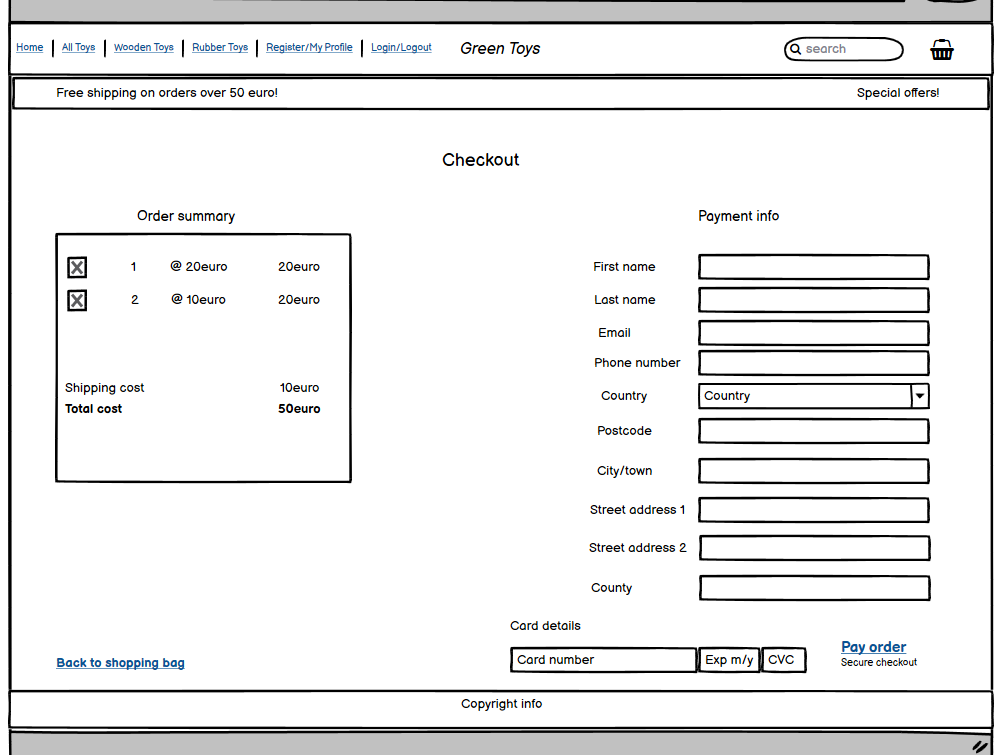 Home All Toys Wooden Toys Rubber Toys Register/My Profile Login/Logout Green Toys search
Free shipping on orders over 50 euro! Special offers!
Checkout
Order summary
1 @ 20euro 20euro
2 @ 10euro 20euro
Shipping cost 10euro
Total cost 50euro
Payment info
First name
Last name
Email
Phone number
Country Country
Postcode
City/town
Street address 1
Street address 2
County
Card details
Card number Exp m/y CVC
Pay order
Secure checkout
Back to shopping bag
Copyright info